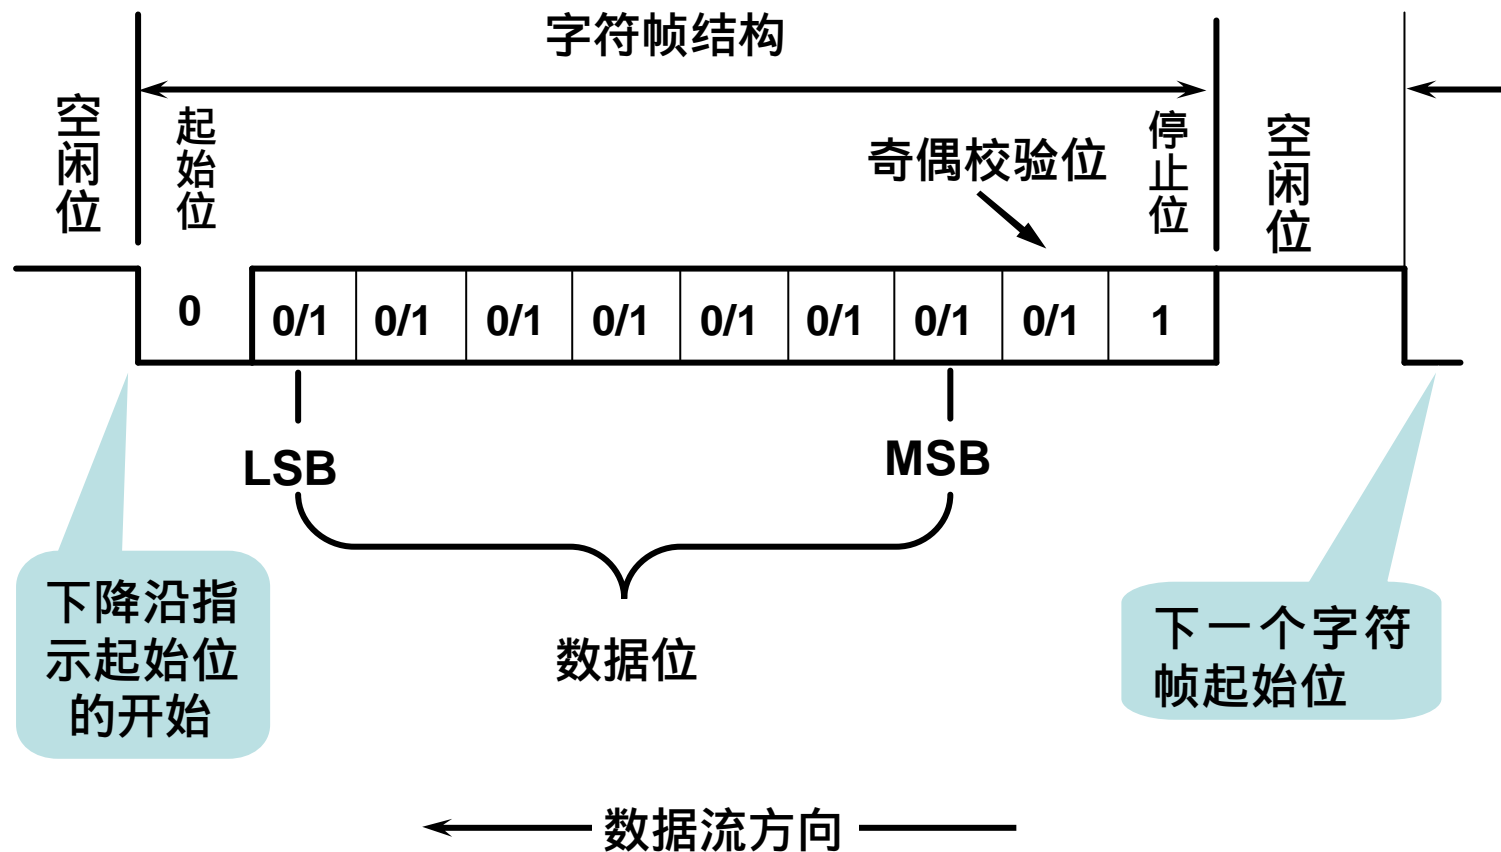 字符帧结构
空闲位
起始位
奇偶校验位
停止位
空闲位
0
0/1 0/1 0/1 0/1 0/1 0/1 0/1 0/1 1
LSB
MSB
下降沿指
示起始位
的开始
数据位
下一个字符
帧起始位
数据流方向